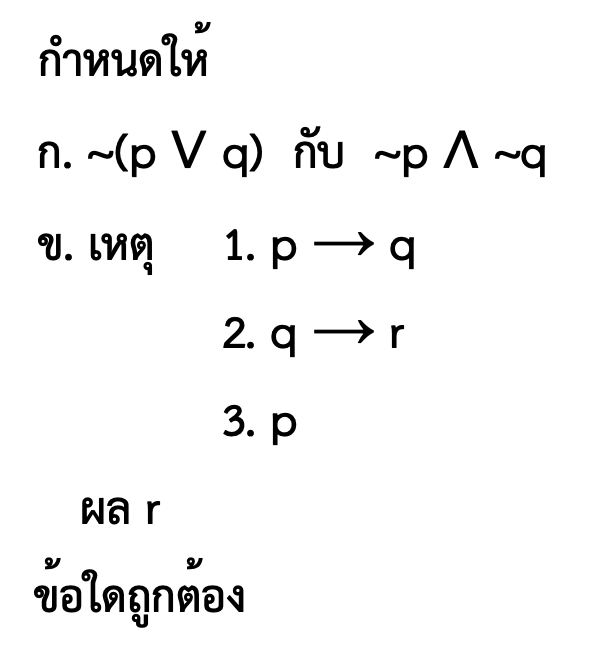 กำหนดให้
ก. ~(p ∨ q) กับ ~p ∧ ~q
ข. เหตุ 1. p ⟶ q
2. q ⟶ r
3. p
ผล r
ข้อใดถูกต้อง